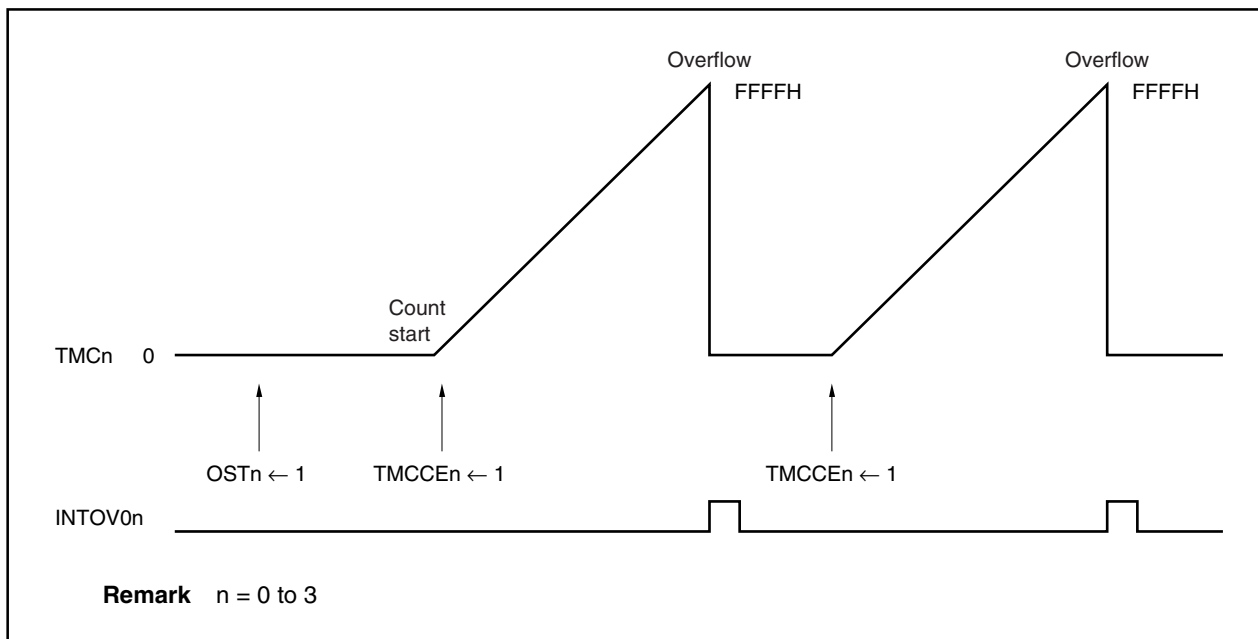 Overflow
Overflow
FFFFH
FFFFH
Count
start
TMCn 0
OSTn ← 1
TMCCEn ← 1
TMCCEn ← 1
INTOV0n
Remark n = 0 to 3